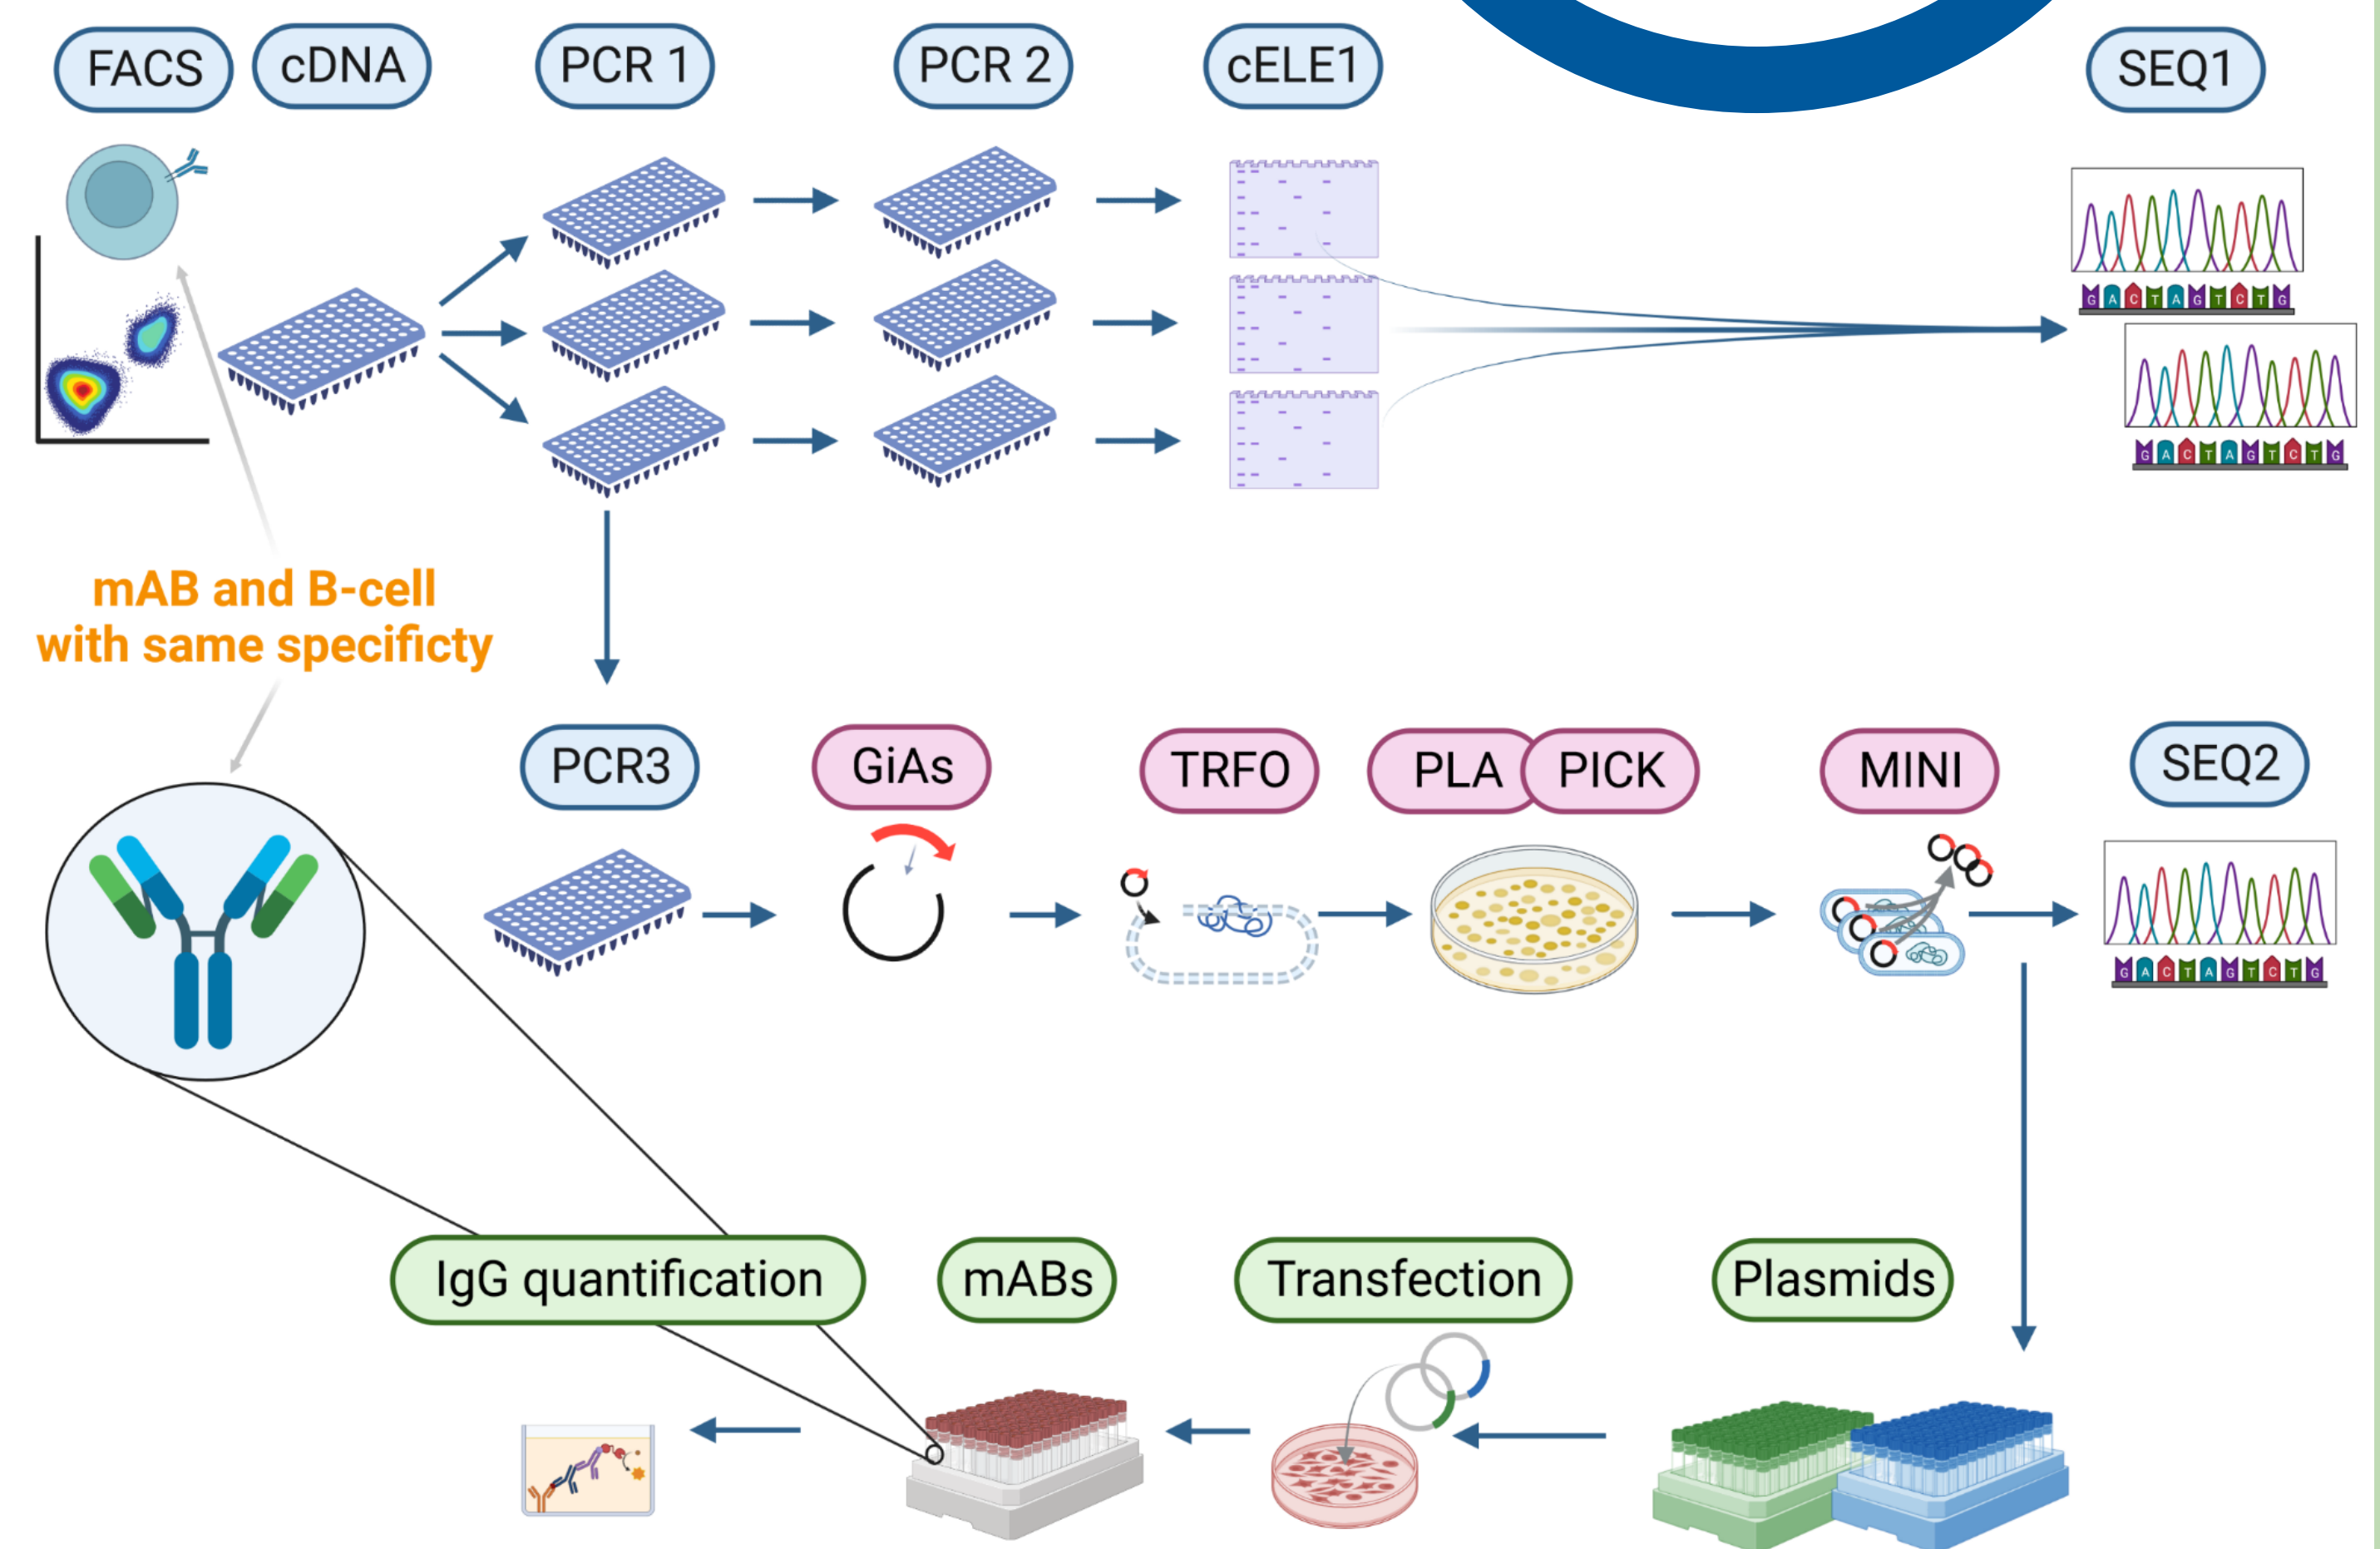 FACS
cDNA
PCR 1
PCR 2
cELE1
SEQ1
G A C T A G T C T G
G A C T A G T C T G
mAB and B-cell
with same specificty
PCR3
GiAs
TRFO
PLA
PICK
MINI
SEQ2
G A C T A G T C T G
IgG quantification
mABs
Transfection
Plasmids